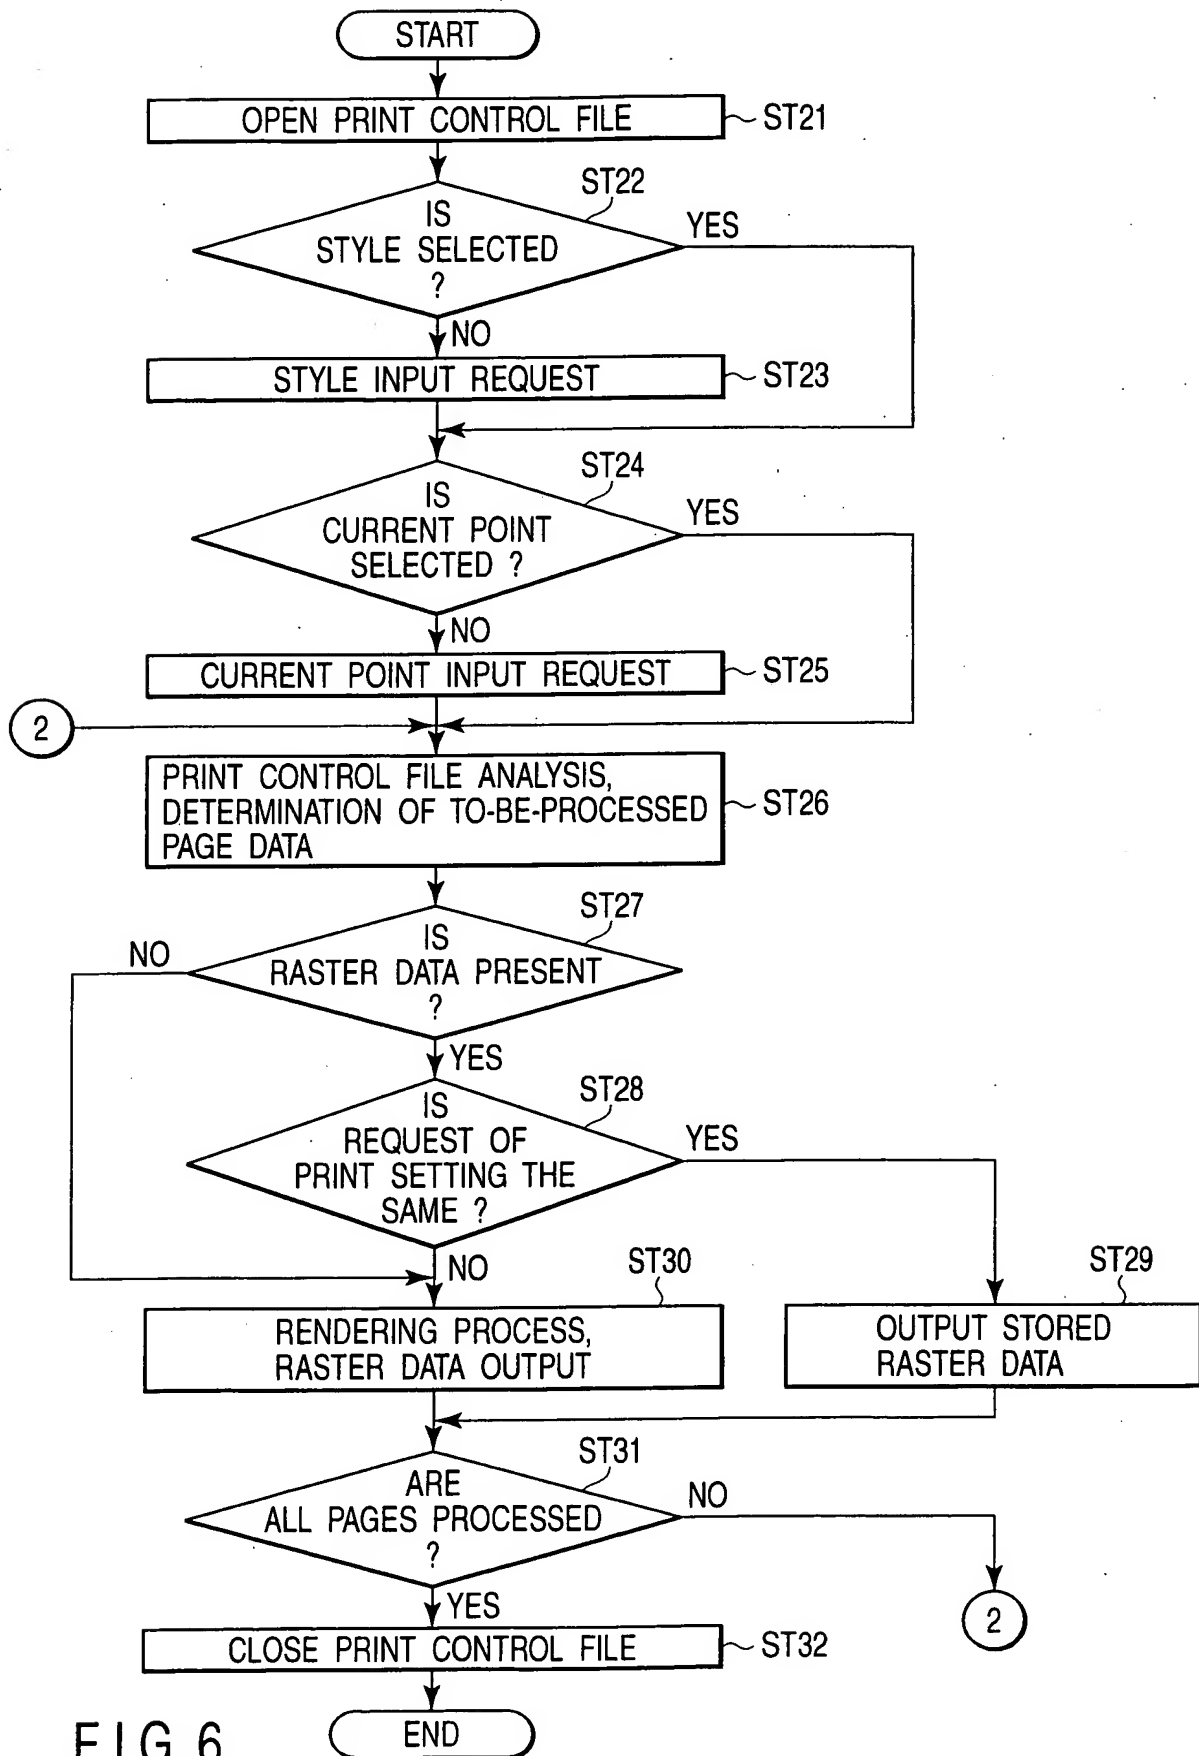 START
OPEN PRINT CONTROL FILE
ST21
ST22
IS
STYLE SELECTED
?
YES
NO
STYLE INPUT REQUEST
ST23
ST24
IS
CURRENT POINT
SELECTED ?
YES
NO
CURRENT POINT INPUT REQUEST
ST25
2
PRINT CONTROL FILE ANALYSIS,
DETERMINATION OF TO-BE-PROCESSED
PAGE DATA
ST26
ST27
IS
RASTER DATA PRESENT
?
NO
YES
ST28
IS
REQUEST OF
PRINT SETTING THE
SAME ?
YES
NO
ST30
RENDERING PROCESS,
RASTER DATA OUTPUT
ST29
OUTPUT STORED
RASTER DATA
ST31
ARE
ALL PAGES PROCESSED
?
NO
2
YES
CLOSE PRINT CONTROL FILE
ST32
END
FIG.6